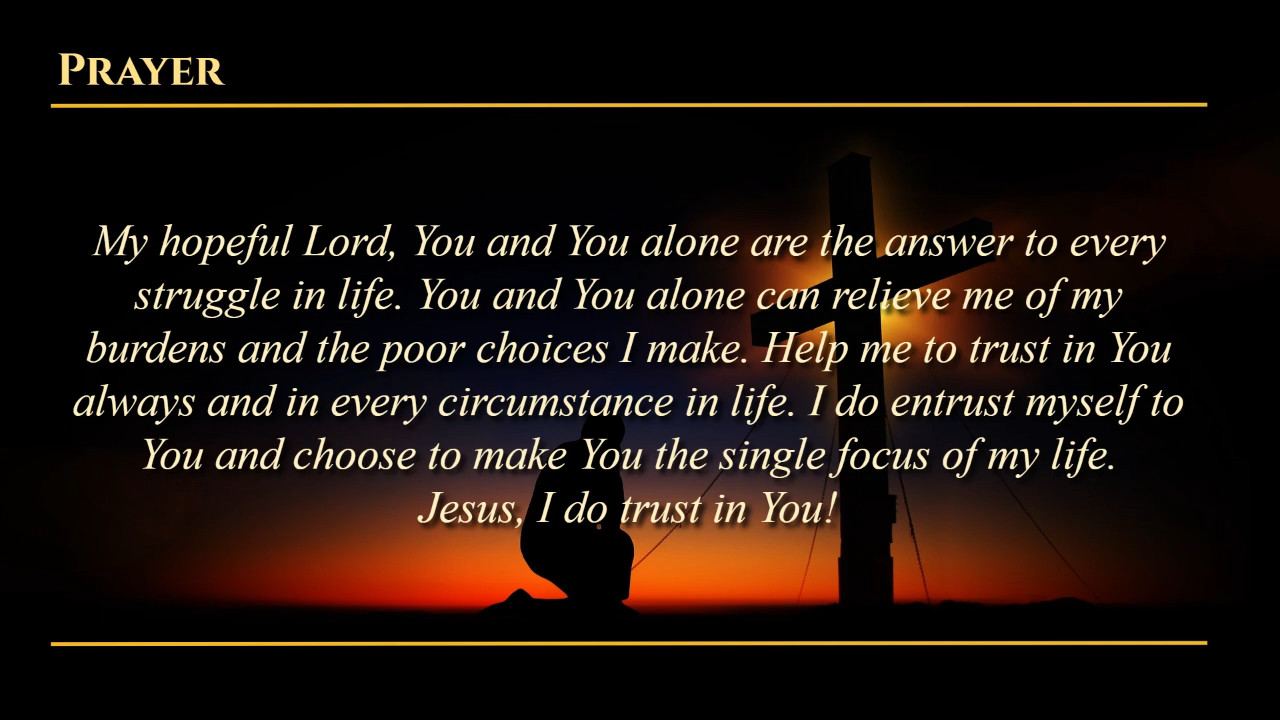 Prayer
My hopeful Lord, You and You alone are the answer to every
struggle in life. You and You alone can relieve me of my
burdens and the poor choices I make. Help me to trust in You
always and in every circumstance in life. I do entrust myself to
You and choose to make You the single focus of my life.
Jesus, I do trust in You!